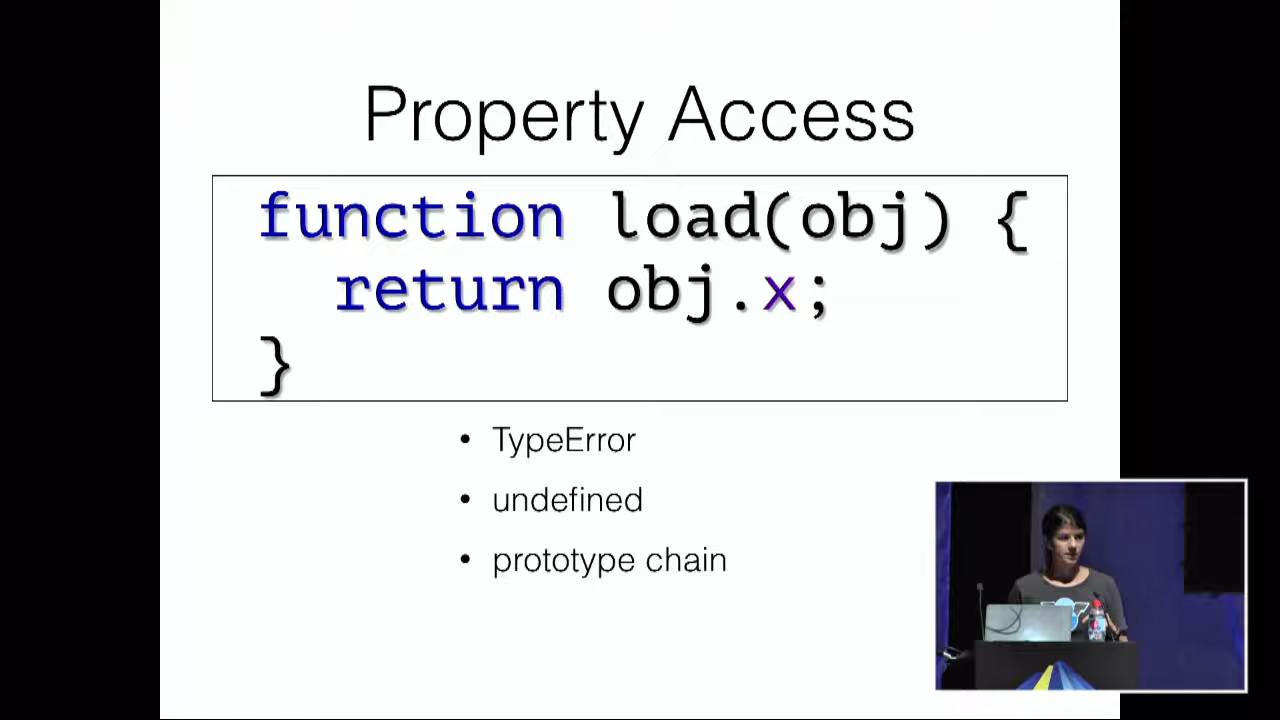 Property Access
function load(obj) {
return obj.x;
}
• TypeError
• undefined
• prototype chain